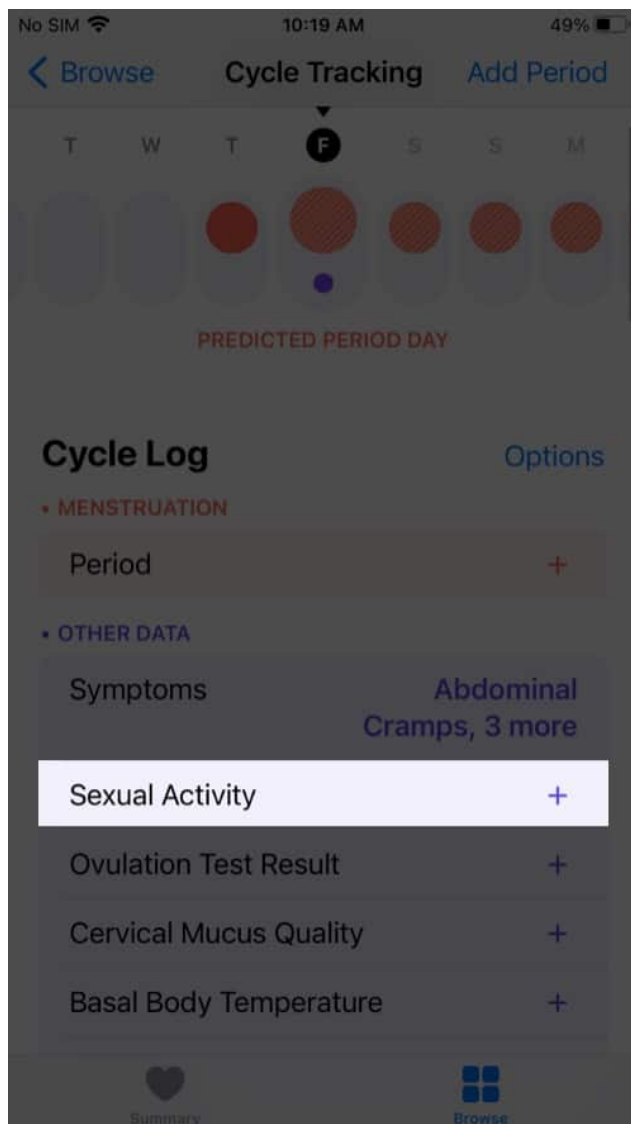 No SIM 10:19 AM 49%
Browse Cycle Tracking Add Period
T W T F S S M
PREDICTED PERIOD DAY
Cycle Log Options
• MENSTRUATION
Period +
• OTHER DATA
Symptoms Abdominal
Cramps, 3 more
Sexual Activity +
Ovulation Test Result +
Cervical Mucus Quality +
Basal Body Temperature +
Summary Browse